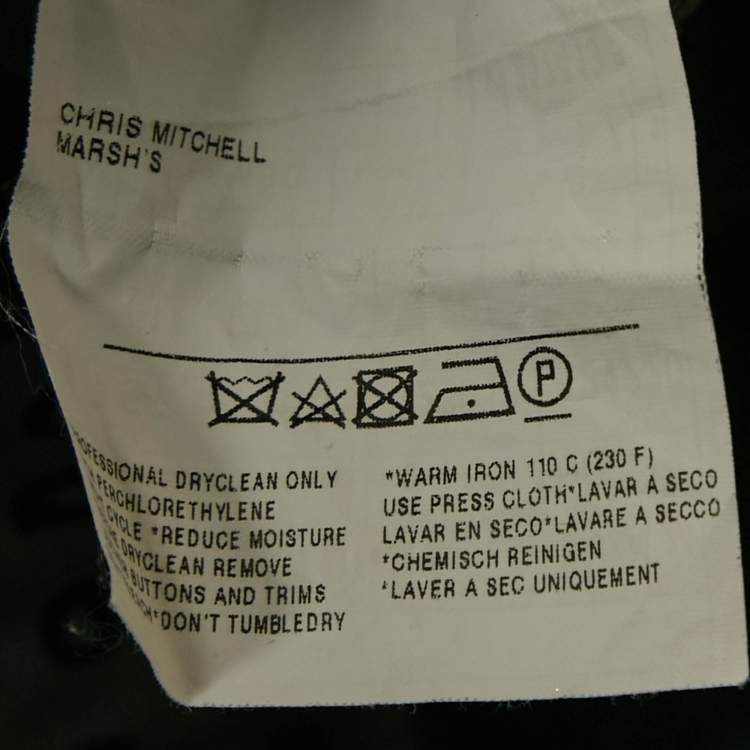 CHRIS MITCHELL
MARSH'S
P
DRYCLEAN ONLY
PERCHLORETHYLENE
CYCLE *REDUCE MOISTURE
DRYCLEAN REMOVE
BUTTONS AND TRIMS
*DON'T TUMBLEDRY
*WARM IRON 110 C (230 F)
USE PRESS CLOTH*LAVAR A SECO
LAVAR EN SECO*LAVARE A SECCO
*CHEMISCH REINIGEN
*LAVER A SEC UNIQUEMENT